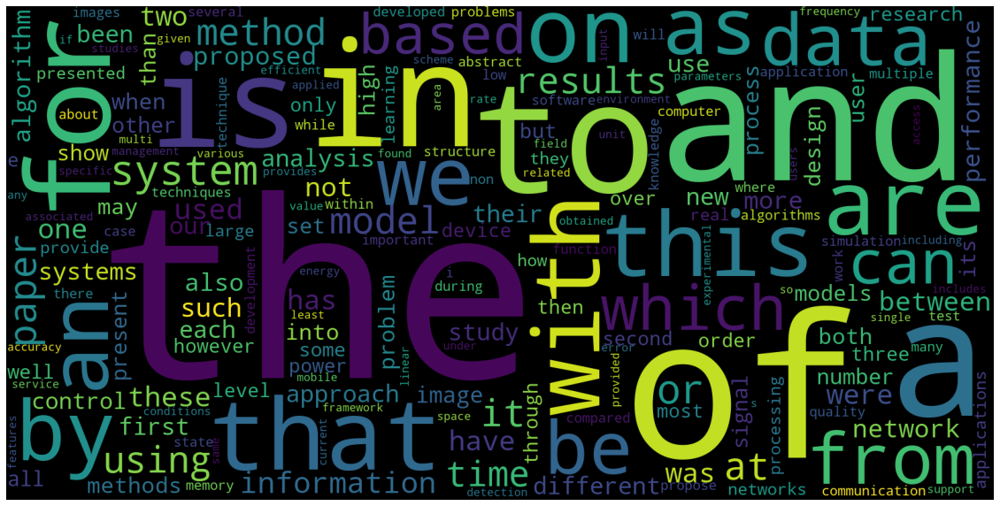 images
several
developed
problems
frequency
for
if
been
given
two
method
based
on
as
data
research
studies
than
scheme
will
input
algorithm
presented
proposed
is
in
efficient
abstract
low
use
application
multiple
about
when
technique
applied
only
high
learning
area
results
parameters
process
user
performance
other
while
rate
software
environment
to
and
computer
access
e
show
multi
management
various
structure
but
field
they
unit
knowledge
design
specific
system
analysis
provides
found
non
related
users
any
techniques
we
not
value
within
their
over
new
where
more
are
associated
may
used
our
large
set
model
device
obtained
real
algorithms
its
one
case
the
important
with
this
function
how
simulation
including
paper
provide
systems
there
an
also
development
energy
i
during
then
which
experimental
can
work
so
models
between
includes
such
has
least
problem
study
second
of
a
single
test
accuracy
present
each
however
into
some
under
linear
order
both
three
many
well
service
power
mobile
error
provided
number
were
control
these
level
approach
image
it
through
or
most
s
signal
quality
applications
by
first
conditions
that
framework
space
have
compared
be
processing
network
from
features
state
using
same
current
time
was
at
all
methods
memory
information
detection
different
propose
networks
communication
support